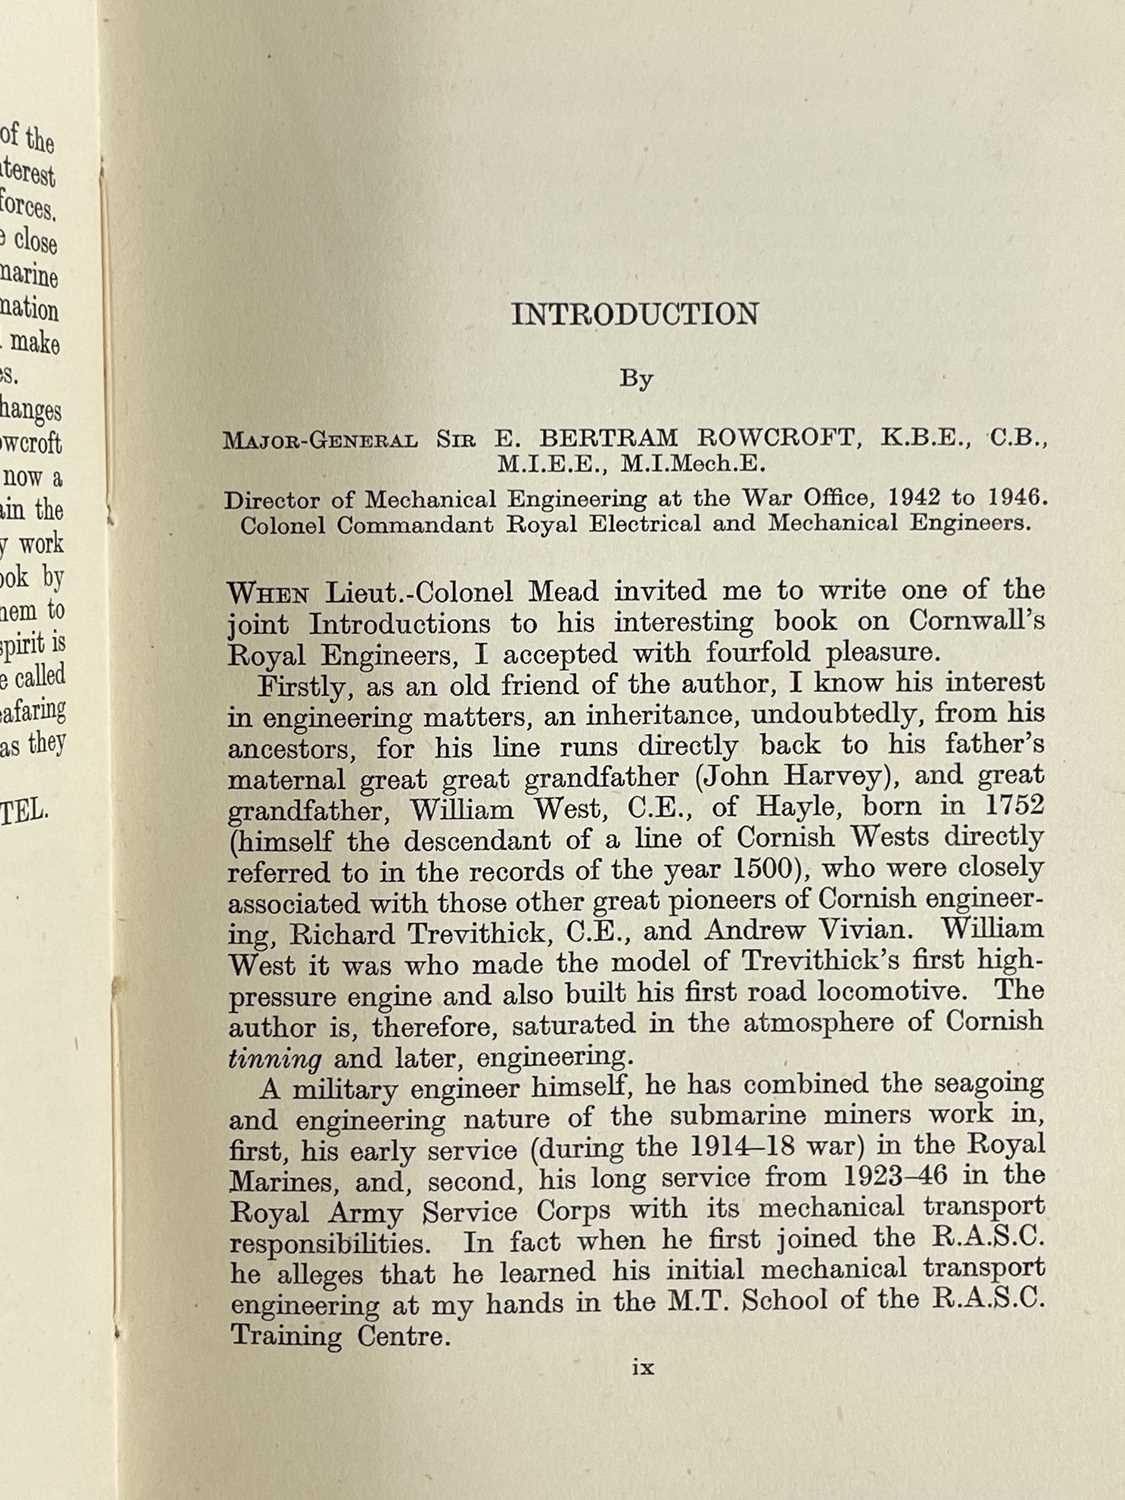 of the
forces.
close
make
now a
the
work
by
to
is
called
as they
INTRODUCTION
By
MAJOR-GENERAL SIR E. BERTRAM ROWCROFT, K.B.E., C.B.,
M.I.E.E., M.I.Mech.E.
Director of Mechanical Engineering at the War Office, 1942 to 1946.
Colonel Commandant Royal Electrical and Mechanical Engineers.
WHEN Lieut.-Colonel Mead invited me to write one of the
joint Introductions to his interesting book on Cornwall's
Royal Engineers, I accepted with fourfold pleasure.
Firstly, as an old friend of the author, I know his interest
in engineering matters, an inheritance, undoubtedly, from his
ancestors, for his line runs directly back to his father's
maternal great great grandfather (John Harvey), and great
grandfather, William West, C.E., of Hayle, born in 1752
(himself the descendant of a line of Cornish Wests directly
referred to in the records of the year 1500), who were closely
associated with those other great pioneers of Cornish engineer-
ing, Richard Trevithick, C.E., and Andrew Vivian. William
West it was who made the model of Trevithick's first high-
pressure engine and also built his first road locomotive. The
author is, therefore, saturated in the atmosphere of Cornish
tinning and later, engineering.
A military engineer himself, he has combined the seagoing
and engineering nature of the submarine miners work in,
first, his early service (during the 1914–18 war) in the Royal
Marines, and, second, his long service from 1923–46 in the
Royal Army Service Corps with its mechanical transport
responsibilities. In fact when he first joined the R.A.S.C.
he alleges that he learned his initial mechanical transport
engineering at my hands in the M.T. School of the R.A.S.C.
Training Centre.
ix